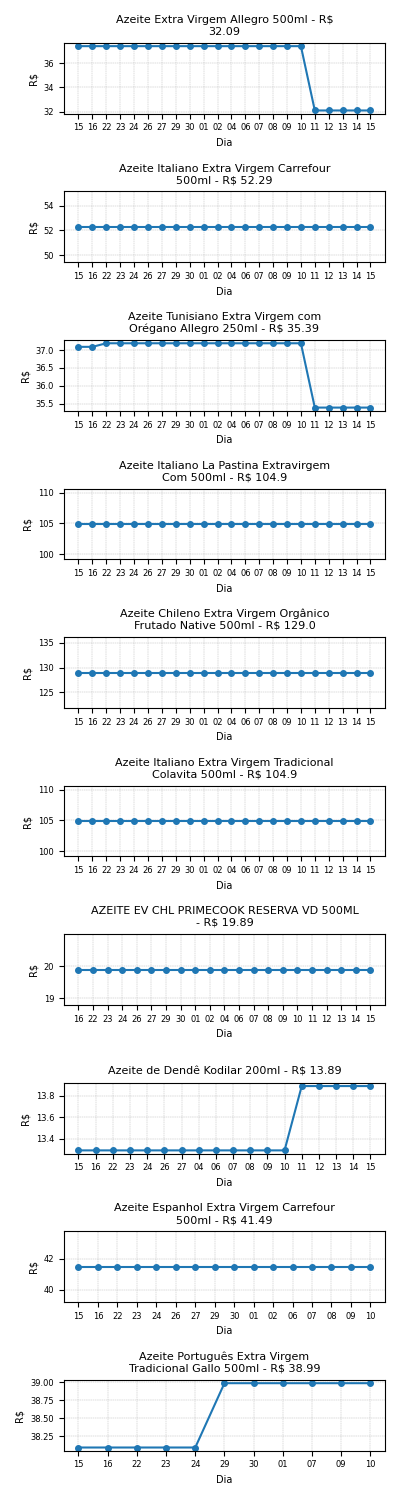 Azeite Extra Virgem Allegro 500ml - R$
32.09
36
34
32
R$
15 16 22 23 24 26 27 29 30 01 02 04 06 07 08 09 10 11 12 13 14 15
Dia
Azeite Italiano Extra Virgem Carrefour
500ml - R$ 52.29
54
52
50
R$
15 16 22 23 24 26 27 29 30 01 02 04 06 07 08 09 10 11 12 13 14 15
Dia
Azeite Tunisiano Extra Virgem com
Orégano Allegro 250ml - R$ 35.39
37.0
36.5
36.0
35.5
R$
15 16 22 23 24 26 27 29 30 01 02 04 06 07 08 09 10 11 12 13 14 15
Dia
Azeite Italiano La Pastina Extravirgem
Com 500ml - R$ 104.9
110
105
100
R$
15 16 22 23 24 26 27 29 30 01 02 04 06 07 08 09 10 11 12 13 14 15
Dia
Azeite Chileno Extra Virgem Orgânico
Frutado Native 500ml - R$ 129.0
135
130
125
R$
15 16 22 23 24 26 27 29 30 01 02 04 06 07 08 09 10 11 12 13 14 15
Dia
Azeite Italiano Extra Virgem Tradicional
Colavita 500ml - R$ 104.9
110
105
100
R$
15 16 22 23 24 26 27 29 30 01 02 04 06 07 08 09 10 11 12 13 14 15
Dia
AZEITE EV CHL PRIMECOOK RESERVA VD 500ML
- R$ 19.89
20
19
R$
16 22 23 24 26 27 29 30 01 02 04 06 07 08 09 10 11 12 13 14 15
Dia
Azeite de Dendê Kodilar 200ml - R$ 13.89
13.8
13.6
13.4
R$
15 16 22 23 24 26 27 04 06 07 08 09 10 11 12 13 14 15
Dia
Azeite Espanhol Extra Virgem Carrefour
500ml - R$ 41.49
42
40
R$
15 16 22 23 24 26 27 29 30 01 02 06 07 08 09 10
Dia
Azeite Português Extra Virgem
Tradicional Gallo 500ml - R$ 38.99
39.00
38.75
38.50
38.25
R$
15 16 22 23 24 29 30 01 07 09 10
Dia